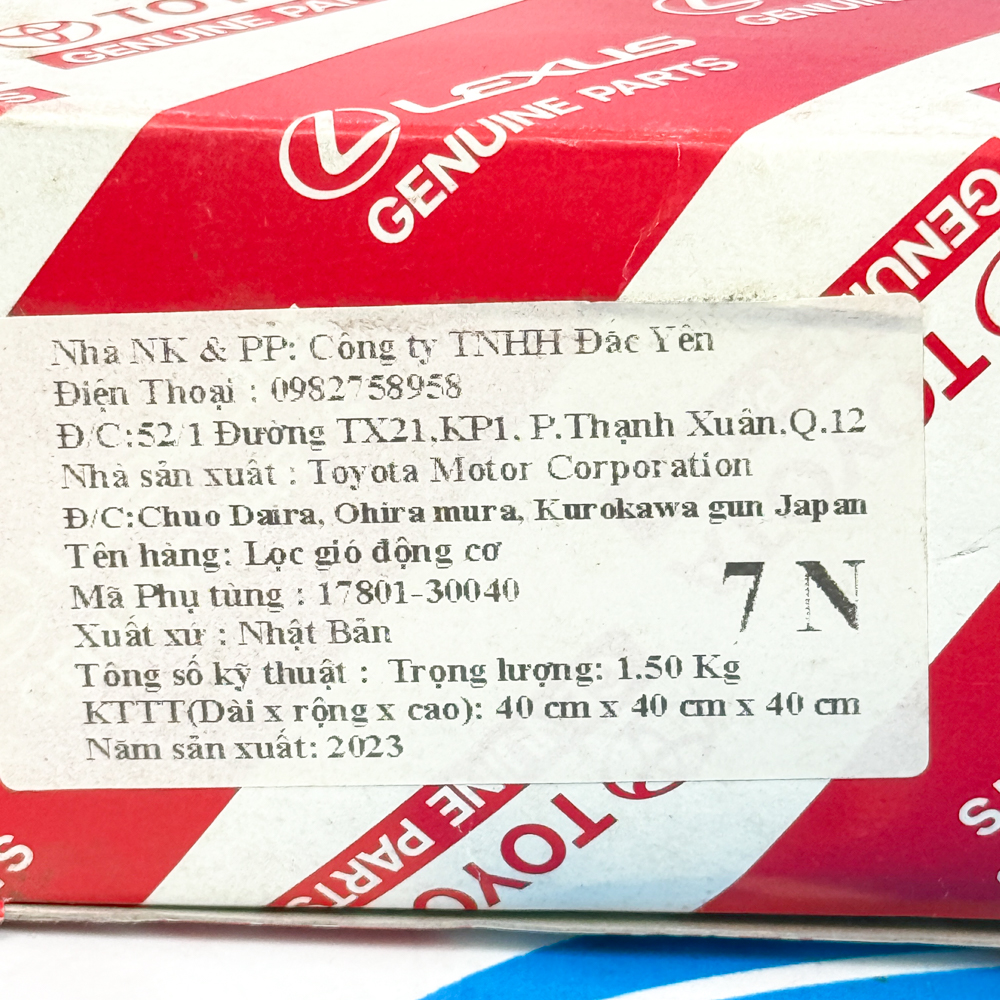 TOYOTA
GENUINE PARTS
LEXUS
GENUINE PARTS
GENUINE
Nhà NK & PP: Công ty TNHH Đắc Yên
Điện Thoại : 0982758958
Đ/C:52/1 Đường TX21,KP1, P.Thạnh Xuân,Q.12
Nhà sản xuất : Toyota Motor Corporation
Đ/C:Chuo Daira, Ohira mura, Kurokawa gun Japan
Tên hàng: Lọc gió động cơ
Mã Phụ tùng : 17801-30040
7 N
Xuất xứ : Nhật Bản
Tông số kỹ thuật : Trọng lượng: 1.50 Kg
KTTT(Dài x rộng x cao): 40 cm x 40 cm x 40 cm
Năm sản xuất: 2023